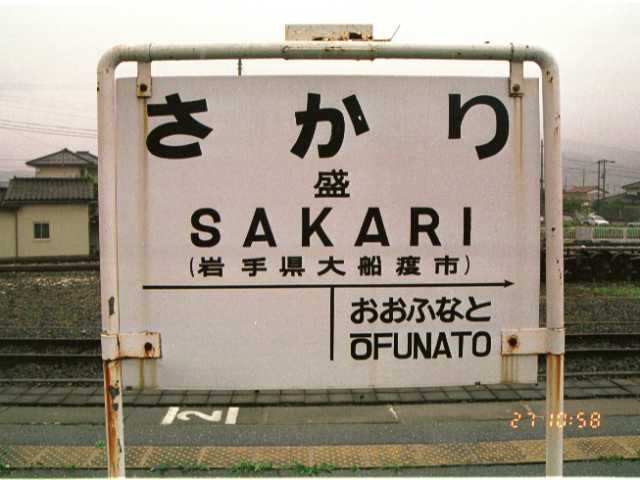 さかり
盛
SAKARI
(岩手県大船渡市)
おおふなと
ŌFUNATO
2
27 10:58